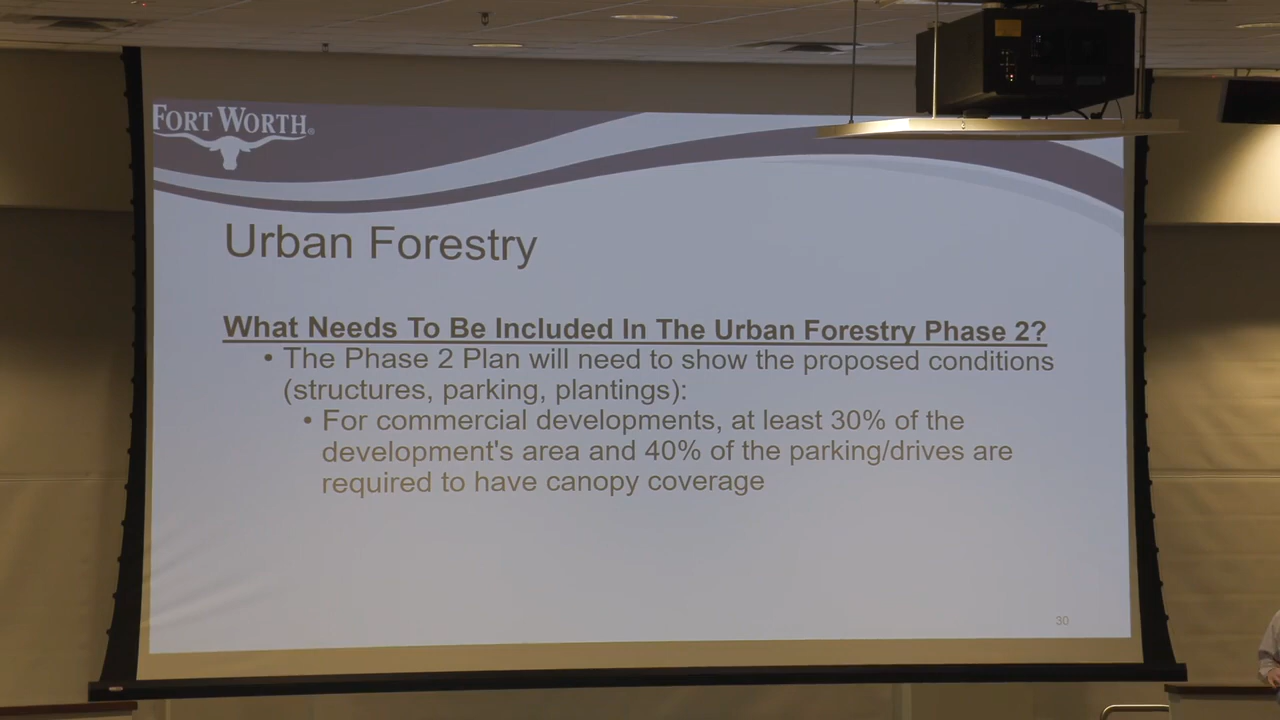 FORT WORTH®
Urban Forestry
What Needs To Be Included In The Urban Forestry Phase 2?
• The Phase 2 Plan will need to show the proposed conditions
(structures, parking, plantings):
• For commercial developments, at least 30% of the
development's area and 40% of the parking/drives are
required to have canopy coverage
30